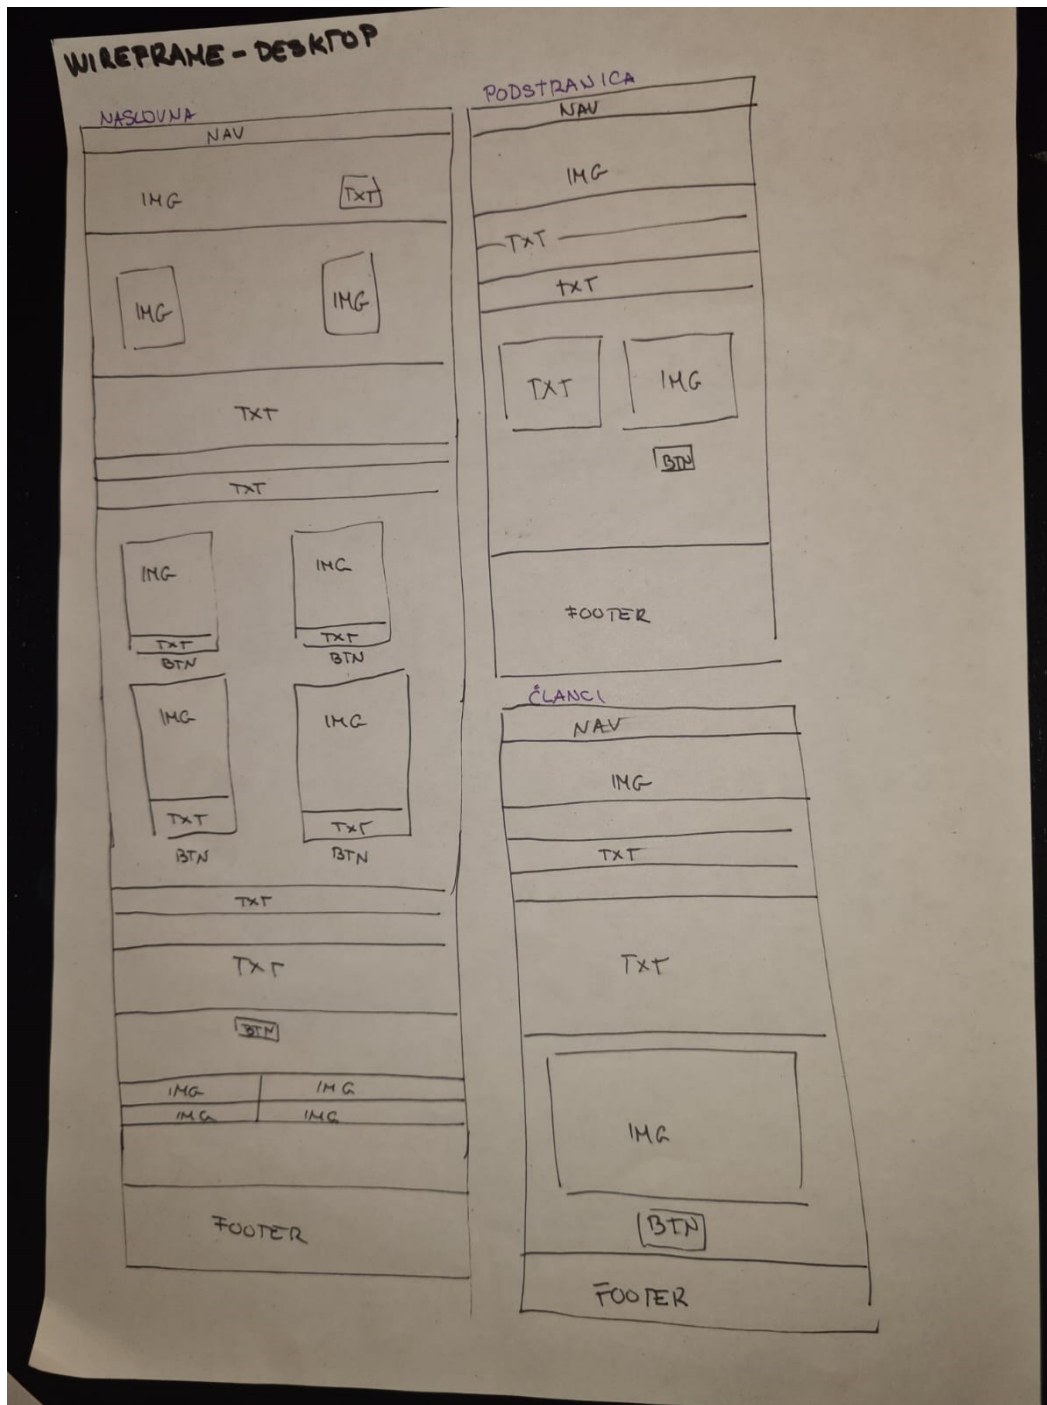 WIREFRAME - DESKTOP
NASLOVNA
NAV
IMG TXT
IMG IMG
TXT
TXT
IMG IMG
TXT TXT
BTN BTN
IMG IMG
TXT TXT
BTN BTN
TXT
TXT
BTN
IMG IMG
IMG IMG
FOOTER
PODSTRANICA
NAV
IMG
TXT
TXT
TXT IMG
BTN
FOOTER
ČLANCI
NAV
IMG
TXT
TXT
IMG
BTN
FOOTER